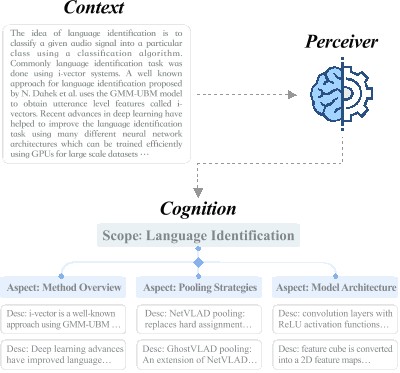 Context
The idea of language identification is to
classify a given audio signal into a particular
class using a classification algorithm.
Commonly language identification task was
done using i-vector systems. A well known
approach for language identification proposed
by N. Dahek et al. uses the GMM-UBM model
to obtain utterance level features called i-
vectors. Recent advances in deep learning have
helped to improve the language identification
task using many different neural network
architectures which can be trained efficiently
using GPUs for large scale datasets ⋯
Perceiver
Cognition
Scope: Language Identification
Aspect: Method Overview
Aspect: Pooling Strategies
Aspect: Model Architecture
Desc: i-vector is a well-known
approach using GMM-UBM …
Desc: NetVLAD pooling:
replaces hard assignment…
Desc: convolution layers with
ReLU activation functions…
Desc: Deep learning advances
have improved language…
Desc: GhostVLAD pooling:
An extension of NetVLAD…
Desc: feature cube is converted
into a 2D feature maps…